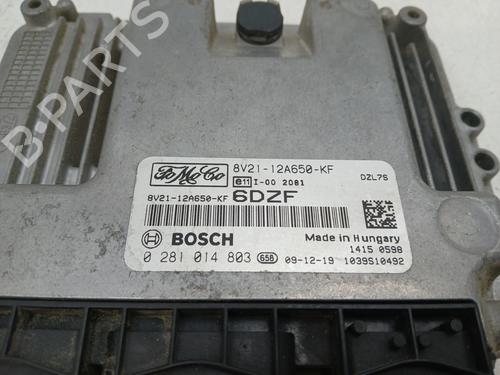 B-PARTS
FoMoCo
8V21-12A650-KF
e11 I-00 2081
DZL7S
8V21-12A650-KF 6DZF
BOSCH
Made in Hungary
1415 0598
0 281 014 803 658 09-12-19 1039S10492